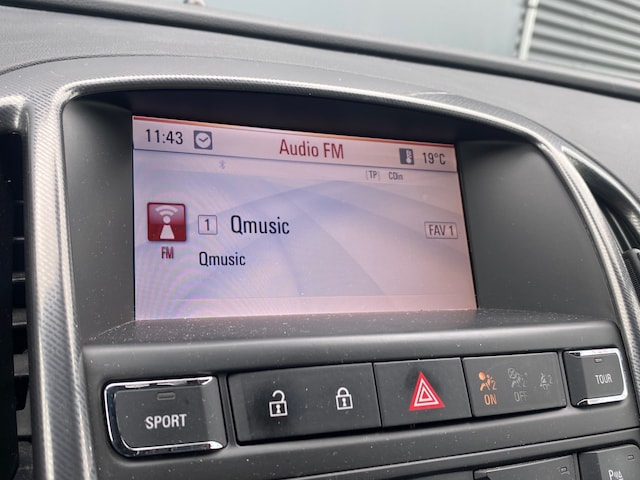 11:43 Audio FM 19°C
[TP] CDin
1 Qmusic FAV 1
FM Qmusic
SPORT ON OFF TOUR
P